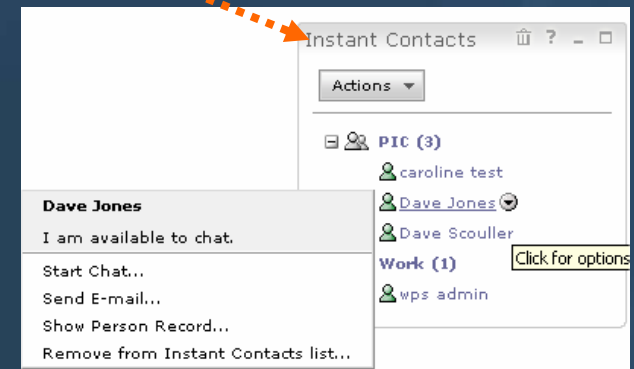 Instant Contacts ? 
Actions
PIC (3)
caroline test
Dave Jones
Dave Scouller
Click for options
Work (1)
wps admin
Dave Jones
I am available to chat.
Start Chat...
Send E-mail...
Show Person Record...
Remove from Instant Contacts list...